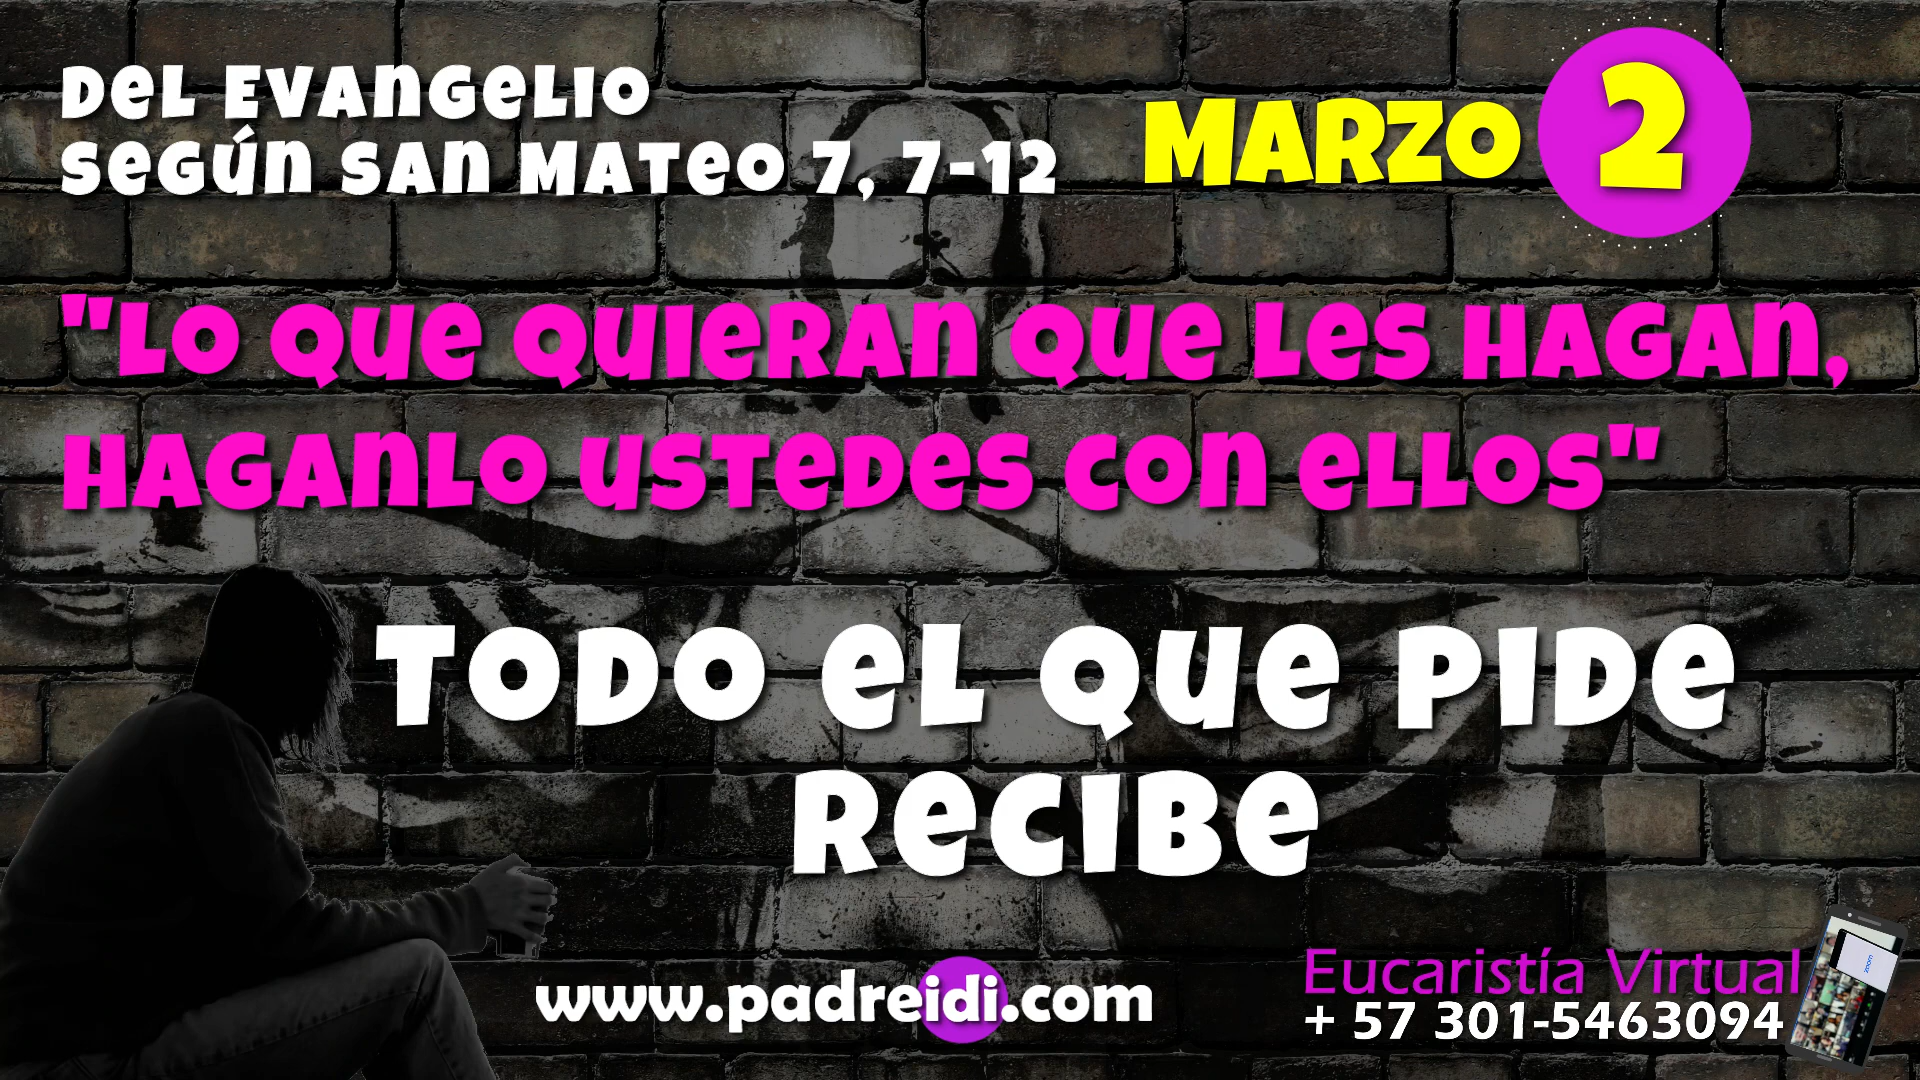 Del Evangelio
según San Mateo 7, 7-12
MARZO 2
"Lo que quieran que les hagan,
haganlo ustedes con ellos"
Todo el que pide
recibe
www.padreidi.com
Eucaristía Virtual
+ 57 301-5463094